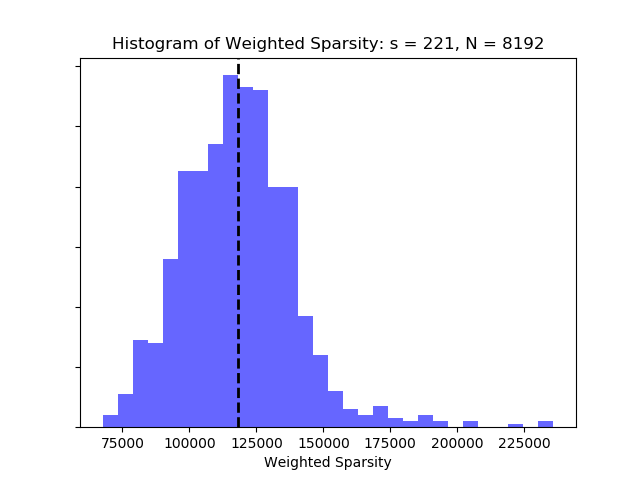 Histogram of Weighted Sparsity: s = 221, N = 8192
75000 100000 125000 150000 175000 200000 225000
Weighted Sparsity